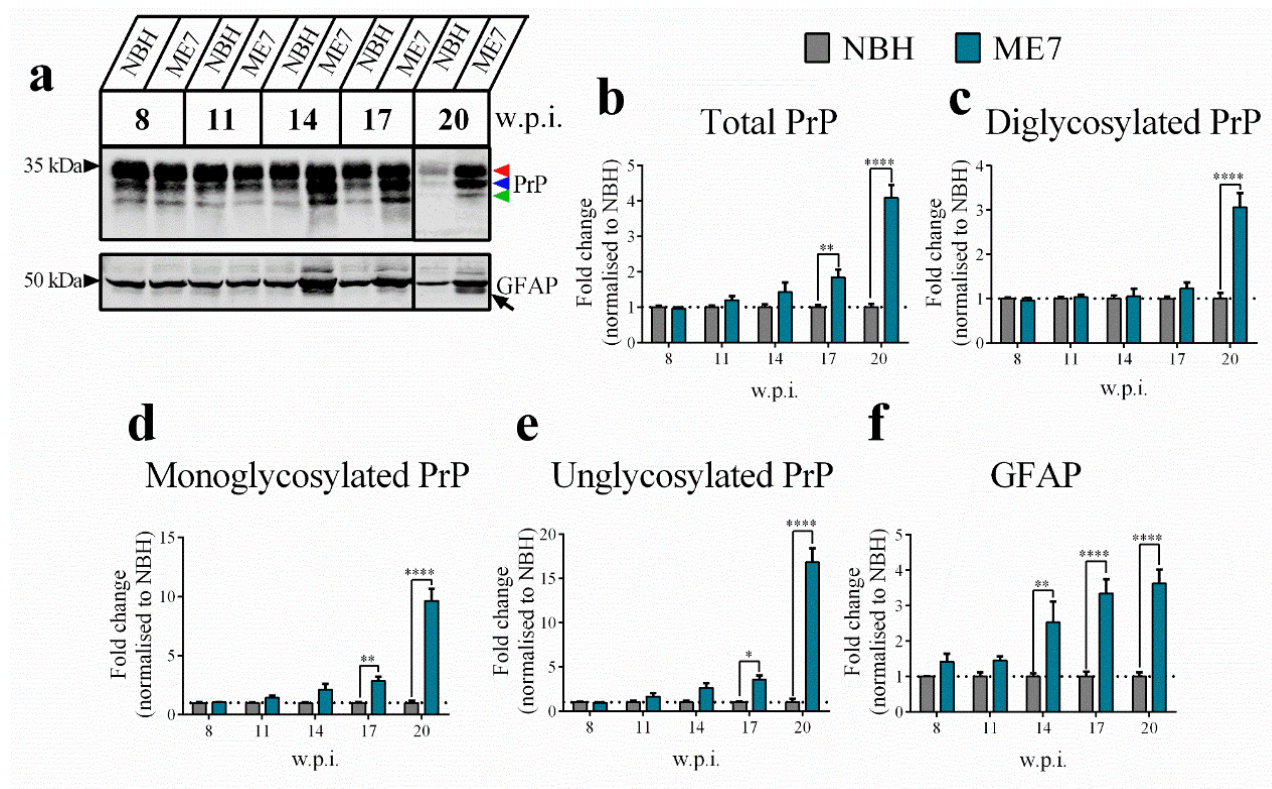 a
NBH ME7 NBH ME7 NBH ME7 NBH ME7 NBH ME7
8 11 14 17 20 w.p.i.
35 kDa
PrP
50 kDa
GFAP
NBH ME7
b
Total PrP
Fold change
(normalised to NBH)
5
4
3
2
1
0
**
****
8 11 14 17 20
w.p.i.
c
Diglycosylated PrP
Fold change
(normalised to NBH)
4
3
2
1
0
****
8 11 14 17 20
w.p.i.
d
Monoglycosylated PrP
Fold change
(normalised to NBH)
15
10
5
0
**
****
8 11 14 17 20
w.p.i.
e
Unglycosylated PrP
Fold change
(normalised to NBH)
20
15
10
5
0
*
****
8 11 14 17 20
w.p.i.
f
GFAP
Fold change
(normalised to NBH)
5
4
3
2
1
0
**
****
****
8 11 14 17 20
w.p.i.